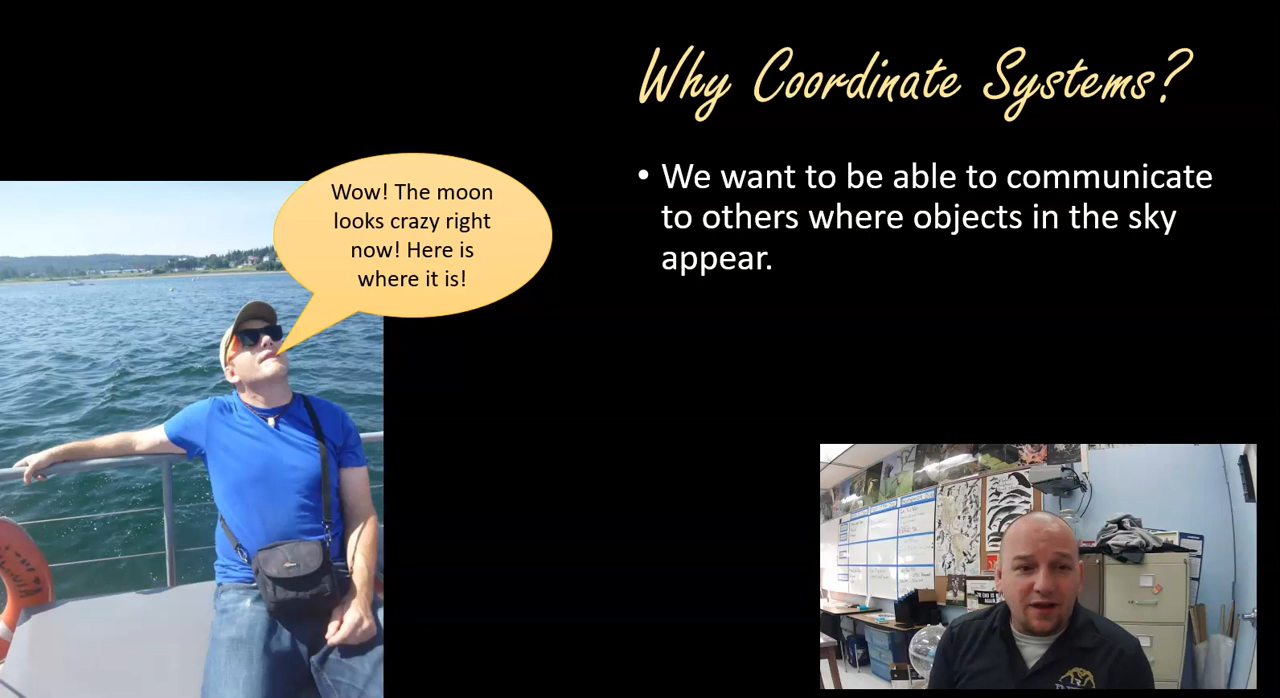 Why Coordinate Systems?
• We want to be able to communicate
to others where objects in the sky
appear.
Wow! The moon
looks crazy right
now! Here is
where it is!